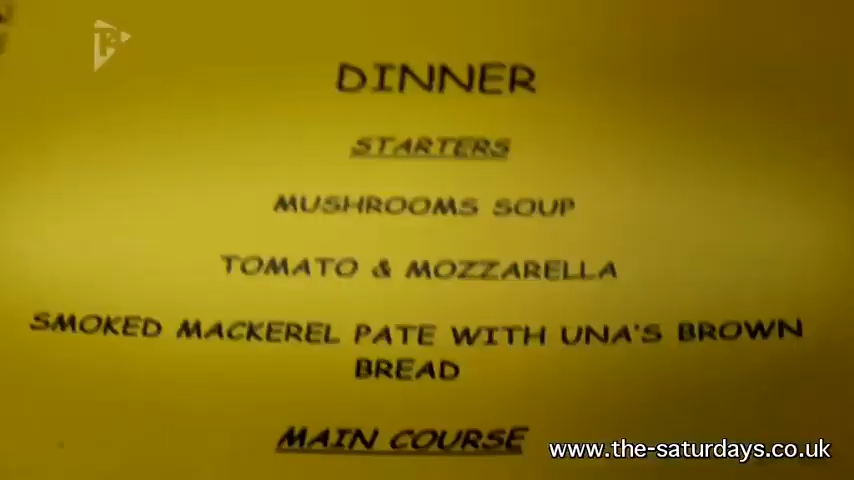 DINNER
STARTERS
MUSHROOMS SOUP
TOMATO & MOZZARELLA
SMOKED MACKEREL PATE WITH UNA'S BROWN
BREAD
MAIN COURSE
www.the-saturdays.co.uk